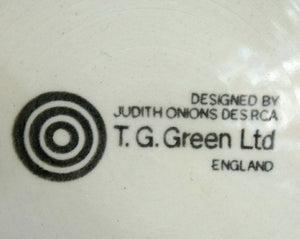 DESIGNED BY
JUDITH ONIONS DES RCA
T. G. Green Ltd
ENGLAND